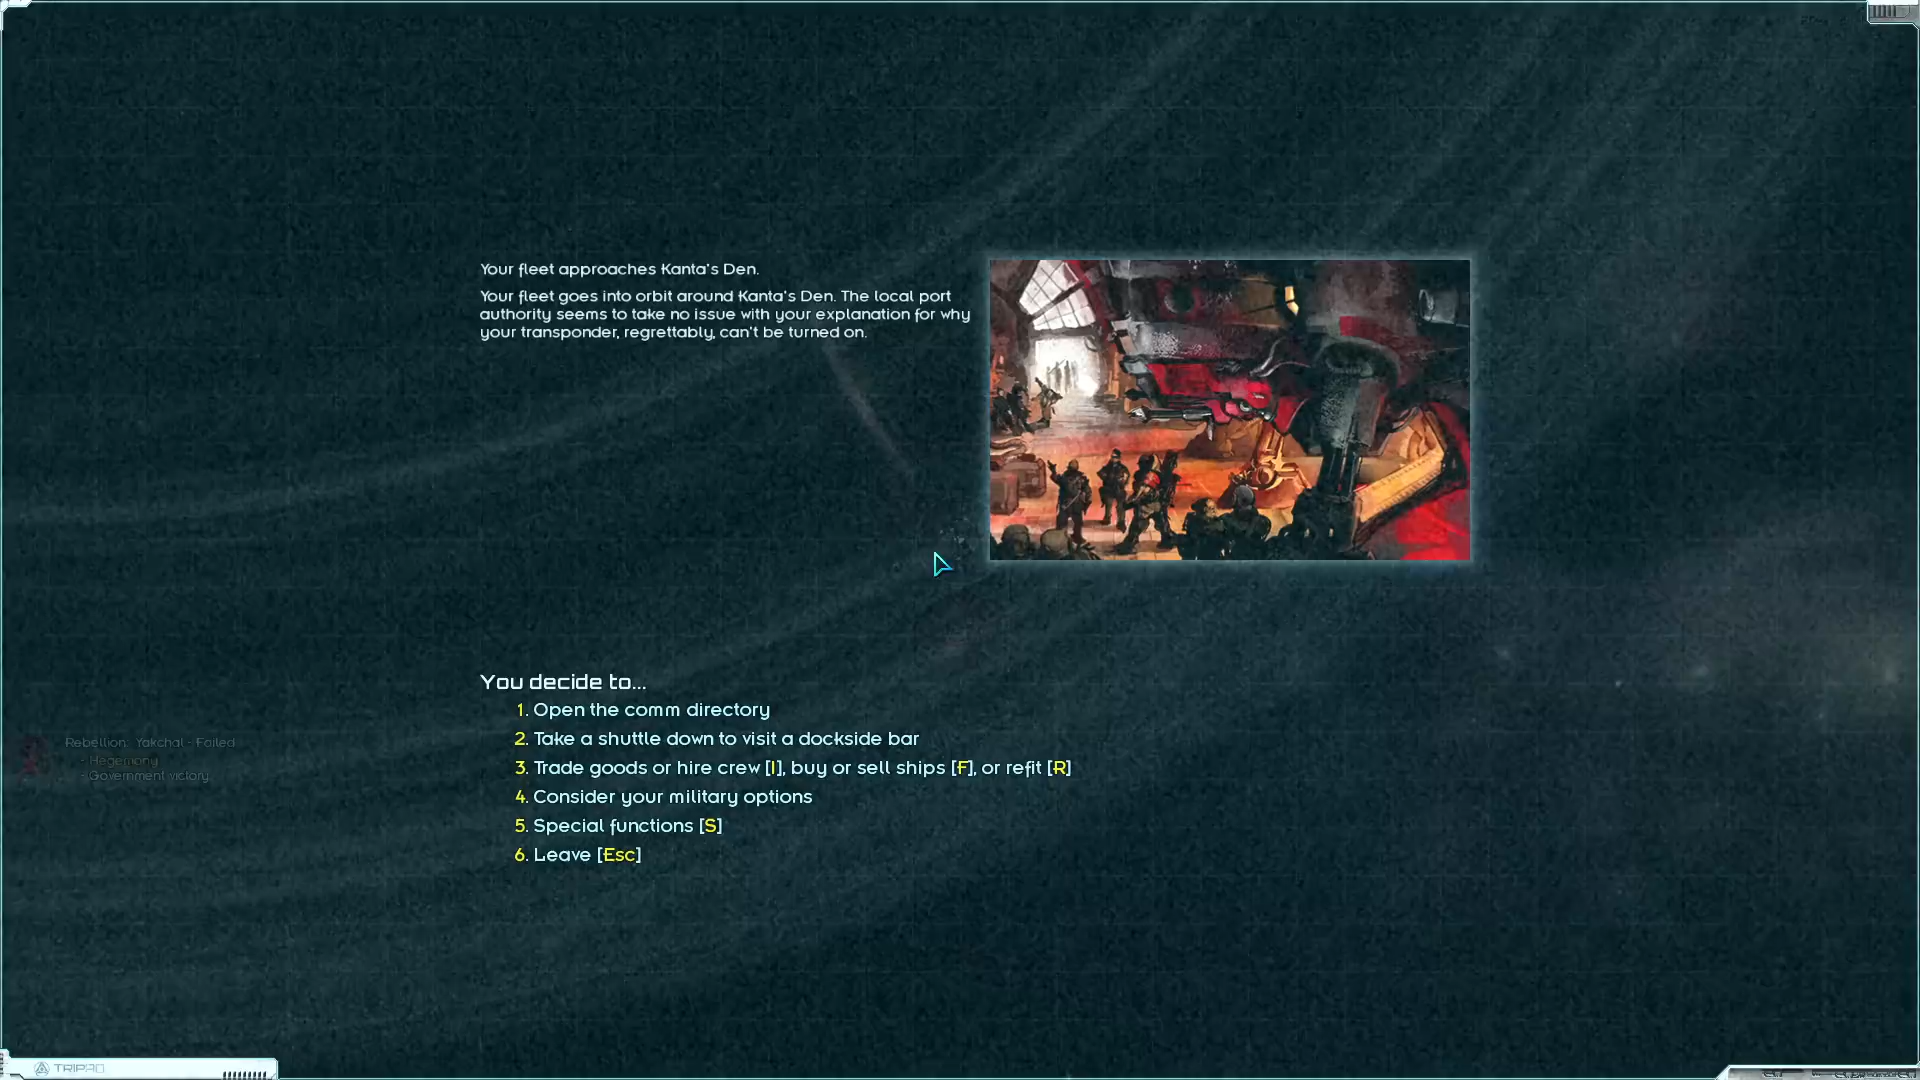 Your fleet approaches Kanta's Den.
Your fleet goes into orbit around Kanta's Den. The local port
authority seems to take no issue with your explanation for why
your transponder, regrettably, can't be turned on.
You decide to...
1. Open the comm directory
2. Take a shuttle down to visit a dockside bar
3. Trade goods or hire crew [I], buy or sell ships [F], or refit [R]
4. Consider your military options
5. Special functions [S]
6. Leave [Esc]
Rebellion: Yakchal - Failed
- Hegemony
- Government victory
TRIPAD